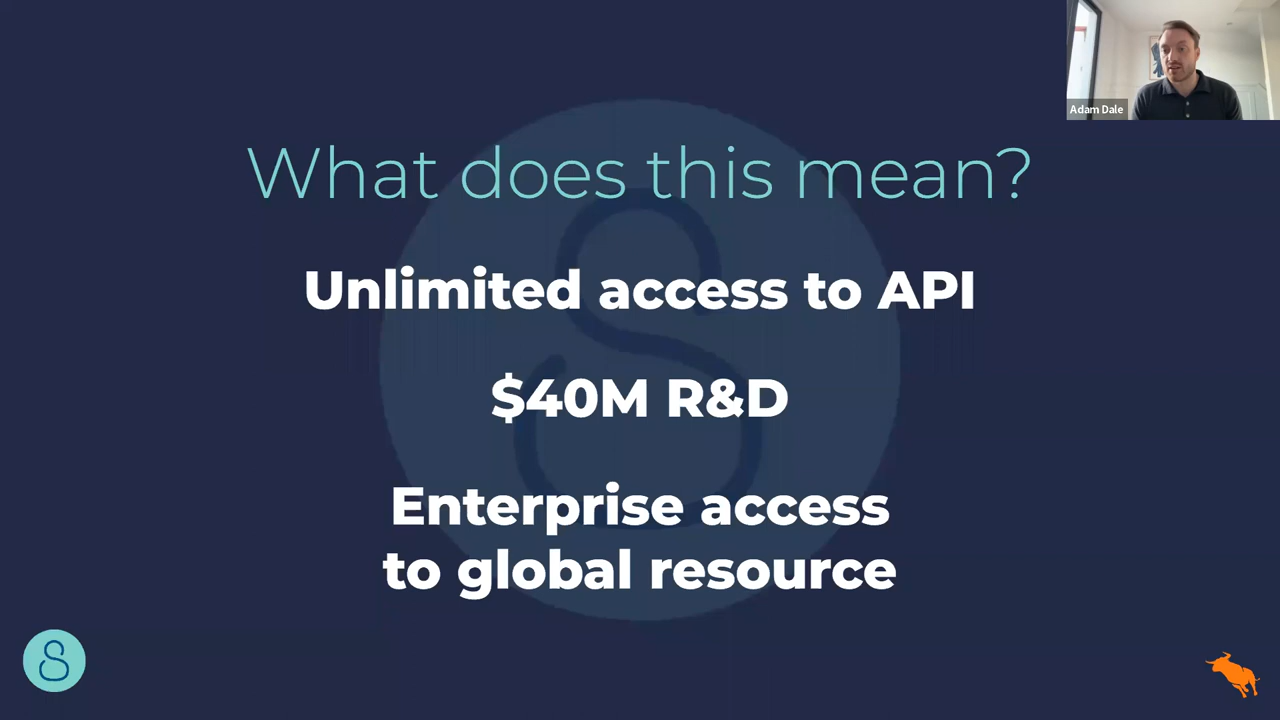 Adam Dale
What does this mean?
Unlimited access to API
$40M R&D
Enterprise access
to global resource